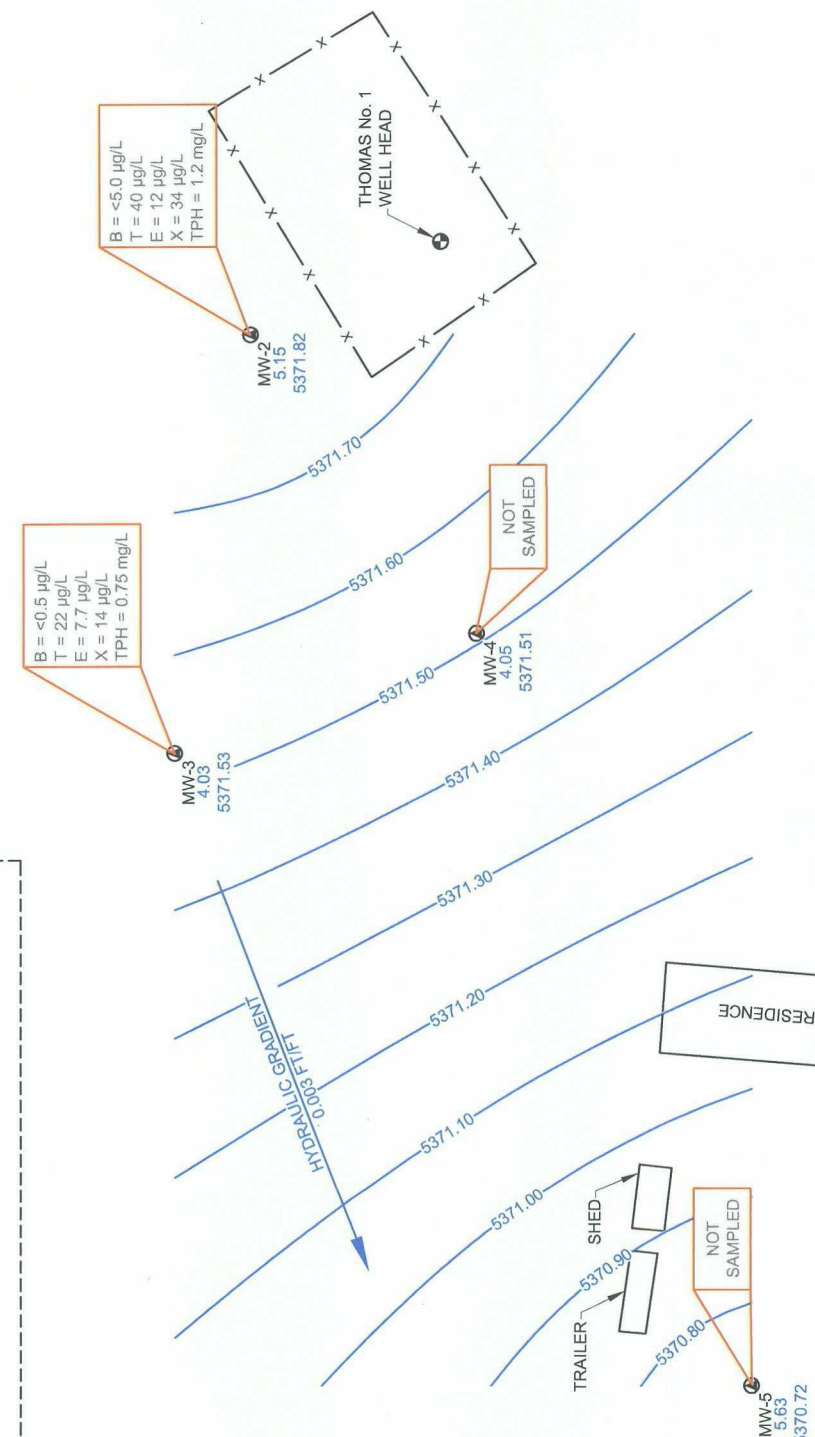 B = <5.0 µg/L
T = 40 µg/L
E = 12 µg/L
X = 34 µg/L
TPH = 1.2 mg/L
THOMAS No. 1
WELL HEAD
MW-2
5.15
5371.82
5371.70
B = <0.5 µg/L
T = 22 µg/L
E = 7.7 µg/L
X = 14 µg/L
TPH = 0.75 mg/L
5371.60
NOT
SAMPLED
MW-3
4.03
5371.53
5371.50
MW-4
4.05
5371.51
5371.40
5371.30
HYDRAULIC GRADIENT
0.003 FT/FT
5371.20
RESIDENCE
5371.10
5371.00
SHED
5370.90
TRAILER
NOT
SAMPLED
5370.80
MW-5
5.63
5370.72